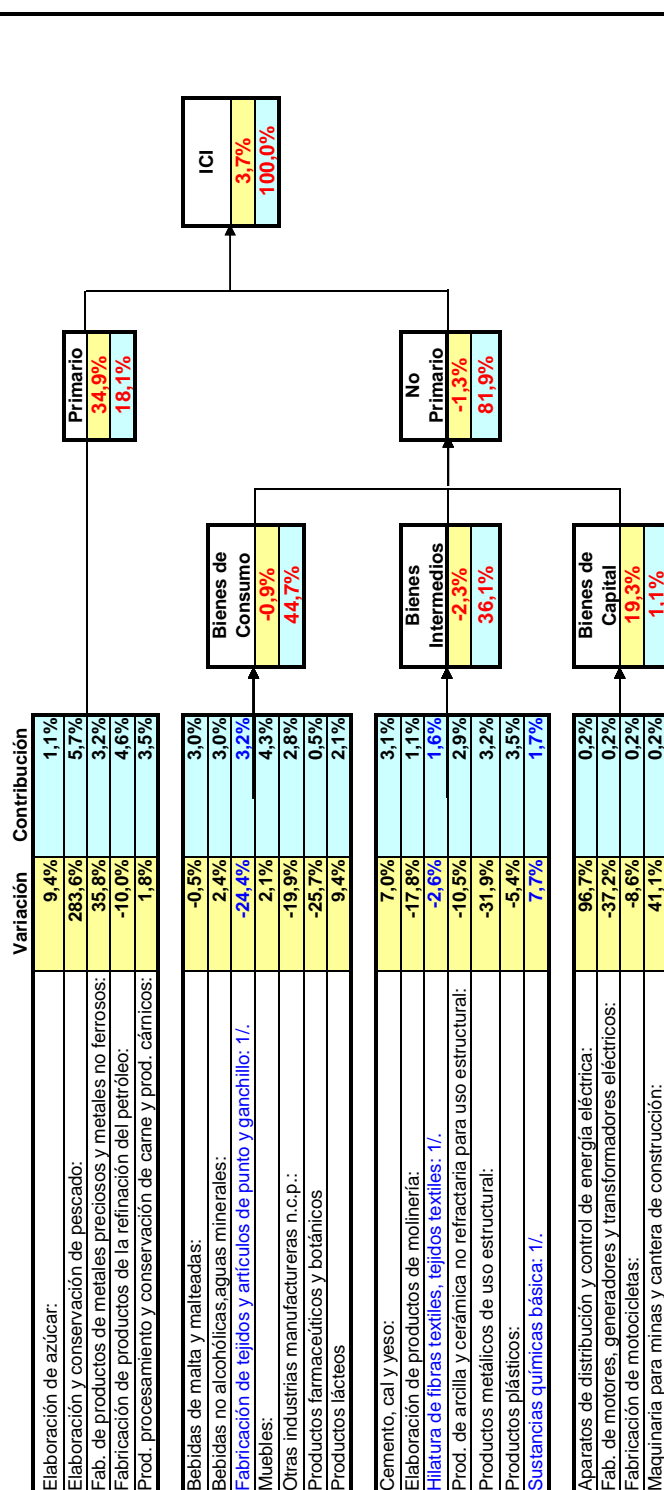 Variación Contribución
Elaboración de azúcar: 9,4% 1,1%
Elaboración y conservación de pescado: 283,6% 5,7%
Fab. de productos de metales preciosos y metales no ferrosos: 35,8% 3,2%
Fabricación de productos de la refinación del petróleo: -10,0% 4,6%
Prod. procesamiento y conservación de carne y prod. cárnicos: 1,8% 3,5%
Primario
34,9%
18,1%
Bebidas de malta y malteadas: -0,5% 3,0%
Bebidas no alcohólicas,aguas minerales: 2,4% 3,0%
Fabricación de tejidos y artículos de punto y ganchillo: 1/. -24,4% 3,2%
Muebles: 2,1% 4,3%
Otras industrias manufactureras n.c.p.: -19,9% 2,8%
Productos farmaceúticos y botánicos -25,7% 0,5%
Productos lácteos 9,4% 2,1%
Bienes de
Consumo
-0,9%
44,7%
ICI
3,7%
100,0%
Cemento, cal y yeso: 7,0% 3,1%
Elaboración de productos de molinería: -17,8% 1,1%
Hilatura de fibras textiles, tejidos textiles: 1/. -2,6% 1,6%
Prod. de arcilla y cerámica no refractaria para uso estructural: -10,5% 2,9%
Productos metálicos de uso estructural: -31,9% 3,2%
Productos plásticos: -5,4% 3,5%
Sustancias químicas básica: 1/. 7,7% 1,7%
Bienes
Intermedios
-2,3%
36,1%
No
Primario
-1,3%
81,9%
Aparatos de distribución y control de energía eléctrica: 96,7% 0,2%
Fab. de motores, generadores y transformadores eléctricos: -37,2% 0,2%
Fabricación de motocicletas: -8,6% 0,2%
Maquinaria para minas y cantera de construcción: 41,1% 0,2%
Bienes de
Capital
19,3%
1,1%